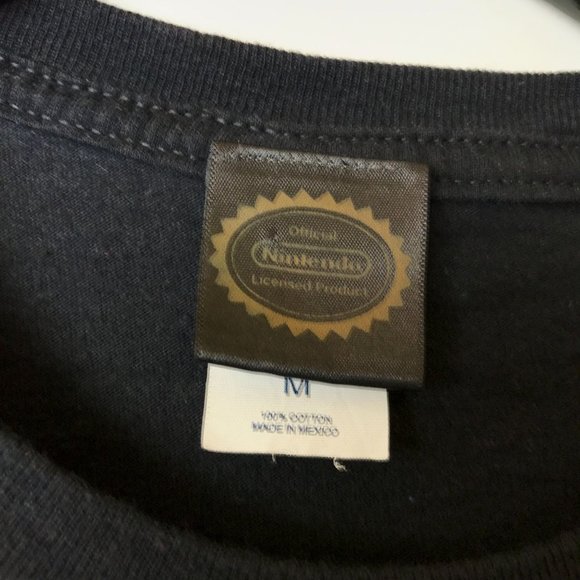 Official
Nintendo
Licensed Product
M
100% COTTON
MADE IN MEXICO